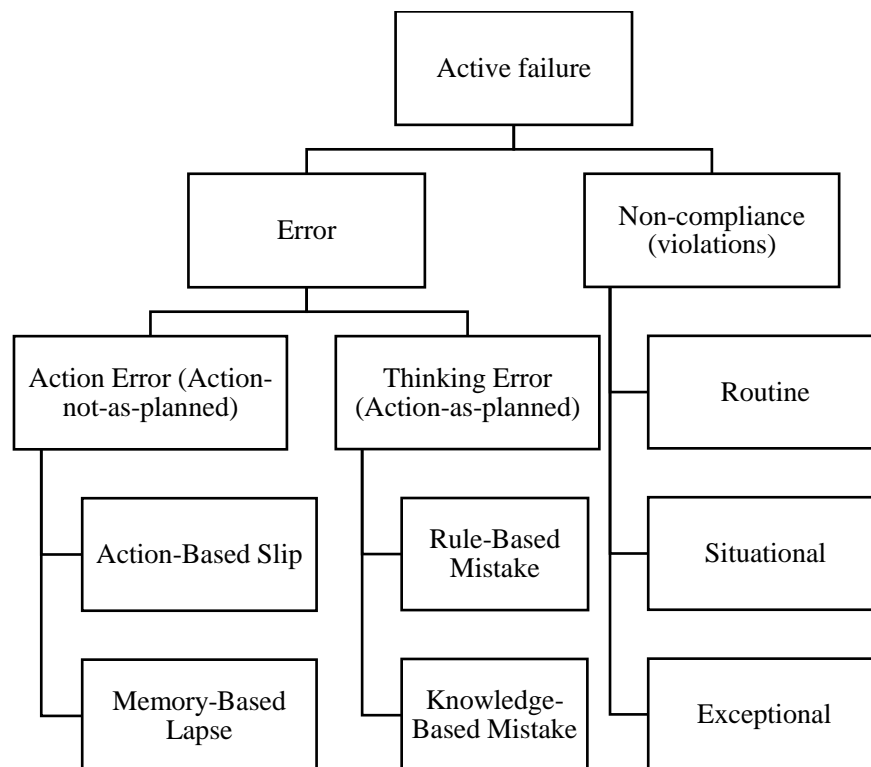 Active failure
Error
Non-compliance
(violations)
Action Error (Action-
not-as-planned)
Thinking Error
(Action-as-planned)
Routine
Action-Based Slip
Rule-Based
Mistake
Situational
Memory-Based
Lapse
Knowledge-
Based Mistake
Exceptional